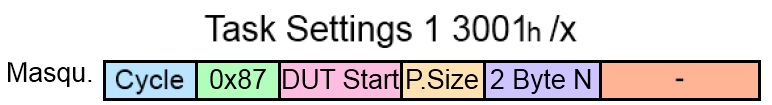 Task Settings 1 3001h /x
Masqu. Cycle 0x87 DUT Start P.Size 2 Byte N -